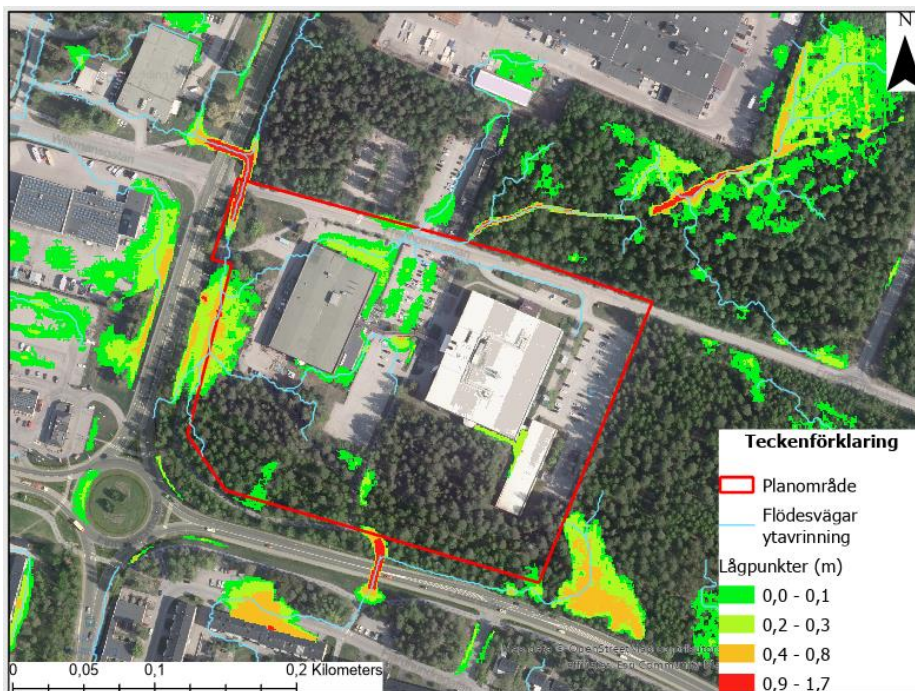 N
Teckenförklaring
Planområde
Flödesvägar
ytavrinning
Lågpunkter (m)
0,0 - 0,1
0,2 - 0,3
0,4 - 0,8
0,9 - 1,7
0 0,05 0,1 0,2 Kilometers